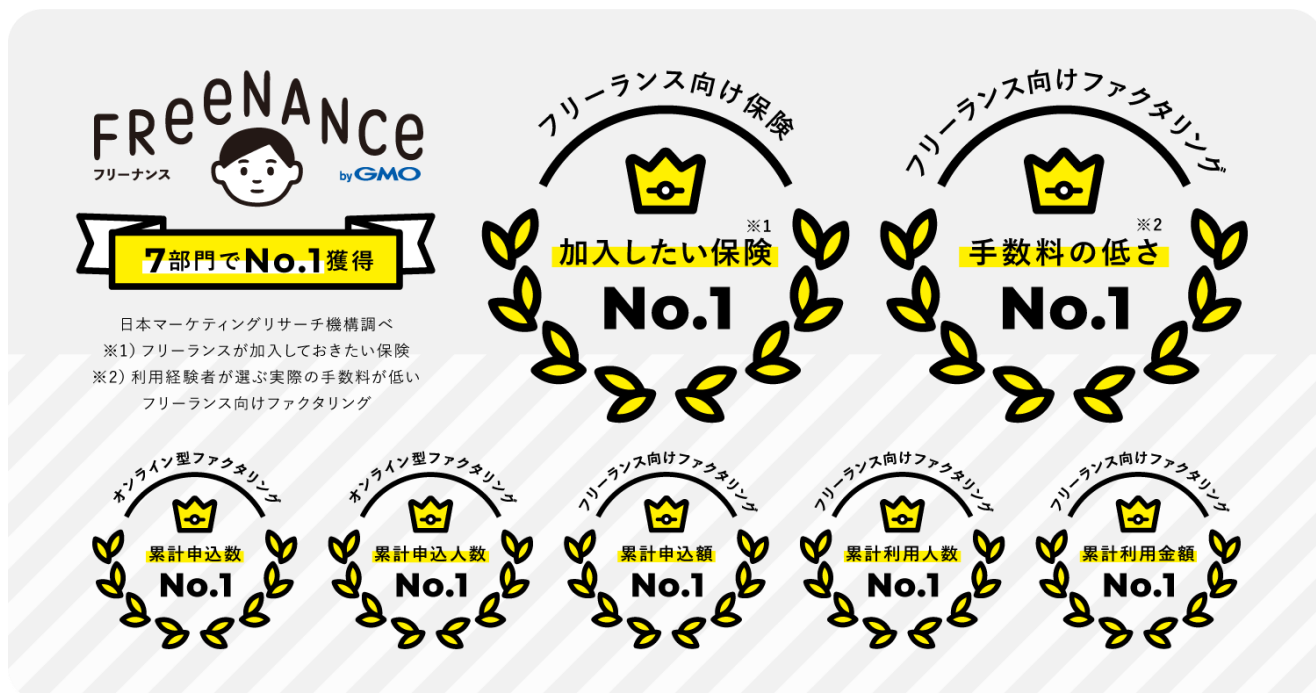 FReeNANce
フリーナンス
by GMO
7部門でNo.1獲得
日本マーケティングリサーチ機構調べ
※1）フリーランスが加入しておきたい保険
※2）利用経験者が選ぶ実際の手数料が低い
フリーランス向けファクタリング
フリーランス向け保険
※1
加入したい保険
No.1
フリーランス向けファクタリング
※2
手数料の低さ
No.1
オンライン型ファクタリング
累計申込数
No.1
オンライン型ファクタリング
累計申込人数
No.1
フリーランス向けファクタリング
累計申込額
No.1
フリーランス向けファクタリング
累計利用人数
No.1
フリーランス向けファクタリング
累計利用金額
No.1